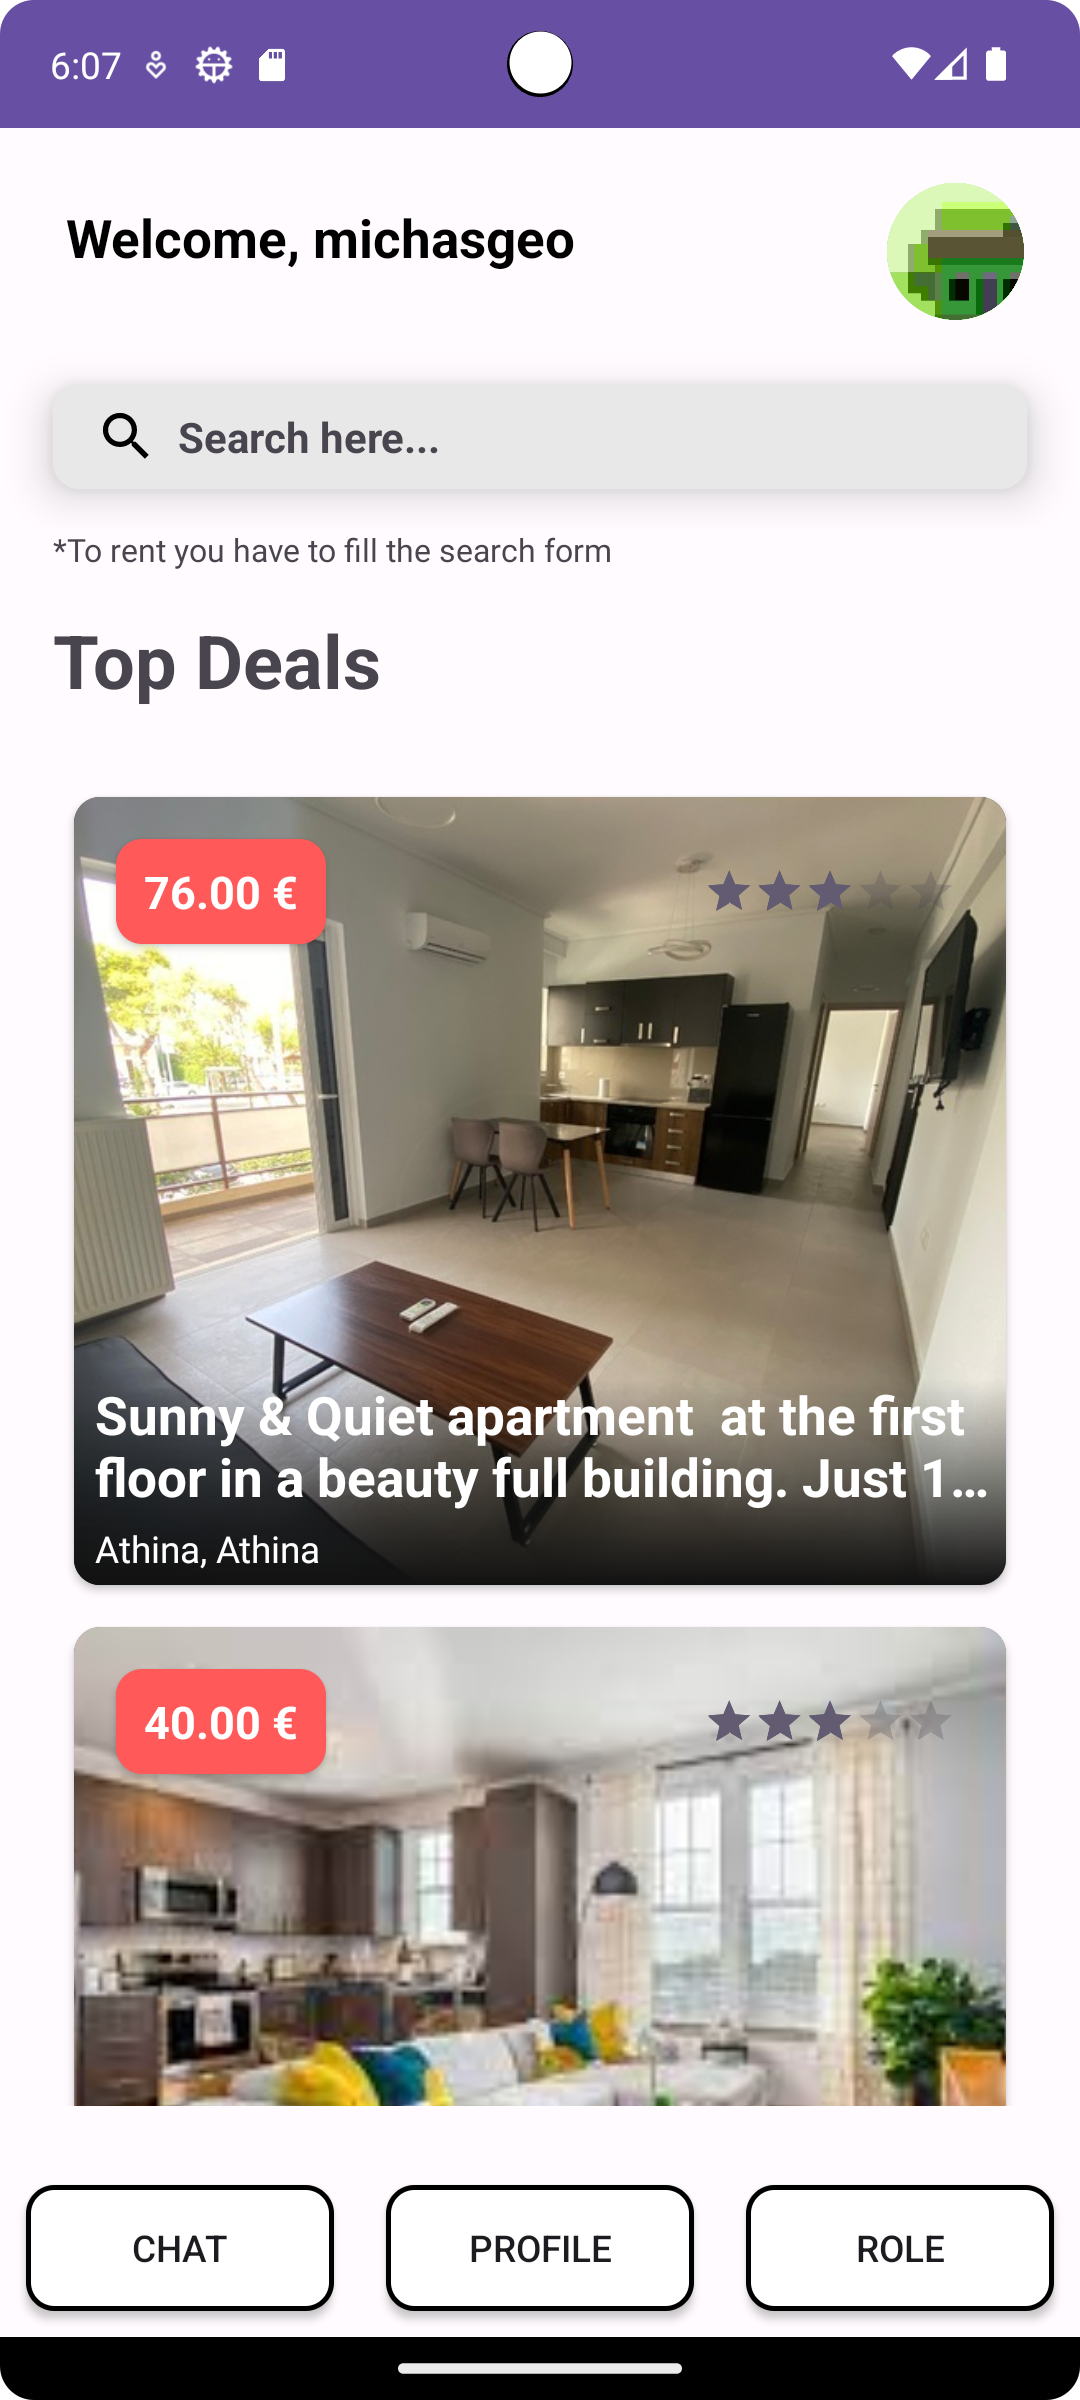 6:07
Welcome, michasgeo
Search here...
*To rent you have to fill the search form
Top Deals
76.00 €
Sunny & Quiet apartment  at the first
floor in a beauty full building. Just 1...
Athina, Athina
40.00 €
CHAT
PROFILE
ROLE